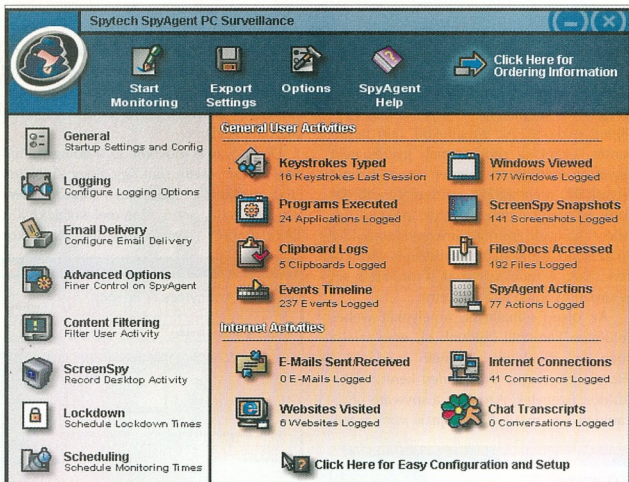 Spytech SpyAgent PC Surveillance
Start
Monitoring
Export
Settings
Options
SpyAgent
Help
Click Here for
Ordering Information
General
Startup Settings and Config
Logging
Configure Logging Options
Email Delivery
Configure Email Delivery
Advanced Options
Finer Control on SpyAgent
Content Filtering
Filter User Activity
ScreenSpy
Record Desktop Activity
Lockdown
Schedule Lockdown Times
Scheduling
Schedule Monitoring Times
General User Activities
Keystrokes Typed
16 Keystrokes Last Session
Windows Viewed
177 Windows Logged
Programs Executed
24 Applications Logged
ScreenSpy Snapshots
141 Screenshots Logged
Clipboard Logs
5 Clipboards Logged
Files/Docs Accessed
192 Files Logged
Events Timeline
237 Events Logged
SpyAgent Actions
77 Actions Logged
Internet Activities
E-Mails Sent/Received
0 E-Mails Logged
Internet Connections
41 Connections Logged
Websites Visited
6 Websites Logged
Chat Transcripts
0 Conversations Logged
Click Here for Easy Configuration and Setup